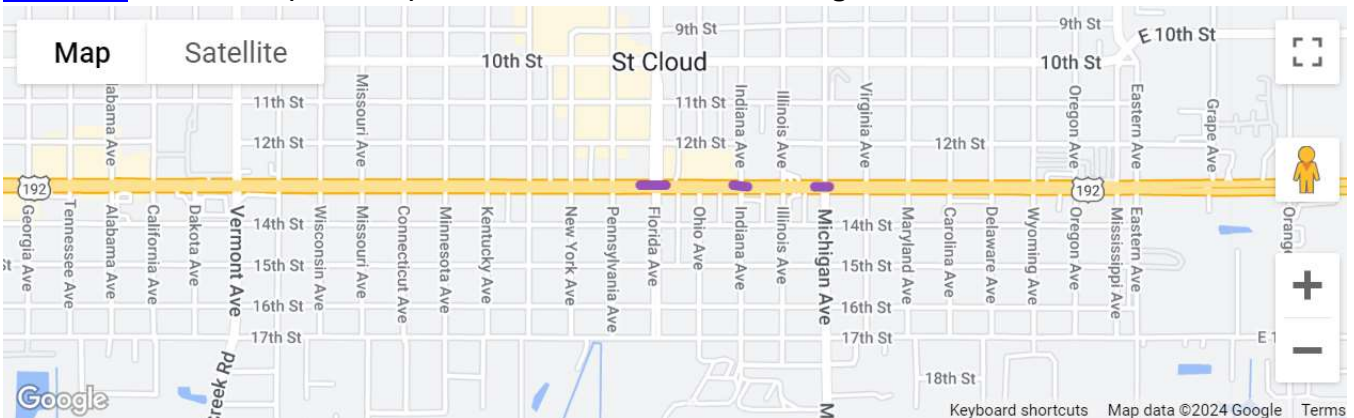 Map
Satellite
9th St
9th St
E 10th St
10th St
St Cloud
10th St
11th St
11th St
12th St
12th St
12th St
Missouri Ave
Indiana Ave
Illinois Ave
Virginia Ave
Oregon Ave
Eastern Ave
Grape Ave
192
192
Georgia Ave
Tennessee Ave
Alabama Ave
California Ave
Dakota Ave
Vermont Ave
Wisconsin Ave
Missouri Ave
Connecticut Ave
Minnesota Ave
Kentucky Ave
New York Ave
Pennsylvania Ave
Florida Ave
Ohio Ave
Indiana Ave
Illinois Ave
Michigan Ave
Maryland Ave
Carolina Ave
Delaware Ave
Wyoming Ave
Oregon Ave
Mississippi Ave
Eastern Ave
Orang
14th St
14th St
15th St
15th St
16th St
16th St
17th St
17th St
18th St
Google
Keyboard shortcuts
Map data ©2024 Google
Terms